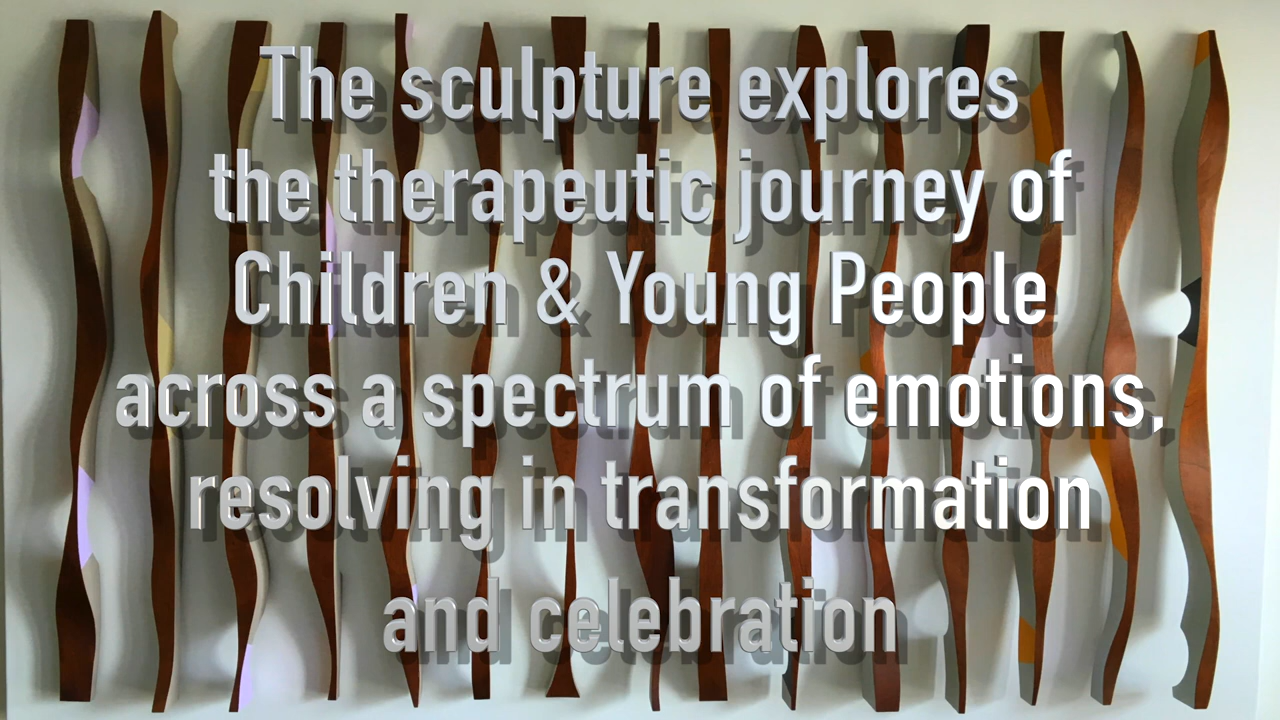 The sculpture explores
the therapeutic journey of
Children & Young People
across a spectrum of emotions,
resolving in transformation
and celebration